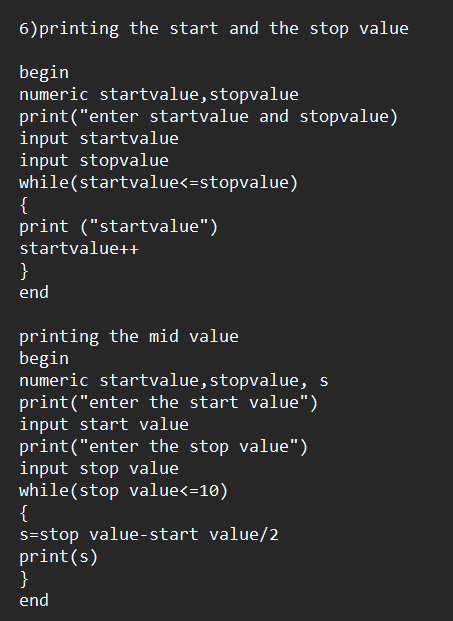 6)printing the start and the stop value
begin
numeric startvalue,stopvalue
print("enter startvalue and stopvalue)
input startvalue
input stopvalue
while(startvalue<=stopvalue)
{
print ("startvalue")
startvalue++
}
end
printing the mid value
begin
numeric startvalue,stopvalue, s
print("enter the start value")
input start value
print("enter the stop value")
input stop value
while(stop value<=10)
{
s=stop value-start value/2
print(s)
}
end